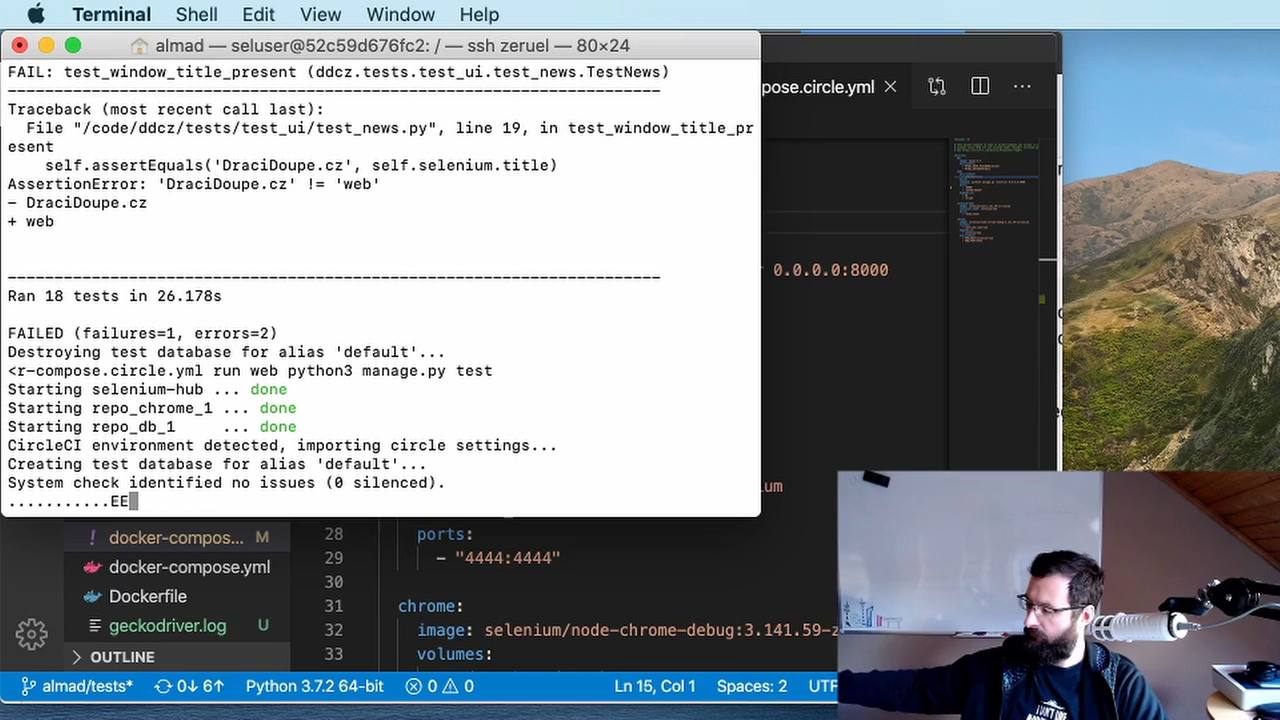 Terminal Shell Edit View Window Help
almad — seluser@52c59d676fc2: / — ssh zeruel — 80×24
FAIL: test_window_title_present (ddcz.tests.test_ui.test_news.TestNews)
----------------------------------------------------------------------
Traceback (most recent call last):
File "/code/ddcz/tests/test_ui/test_news.py", line 19, in test_window_title_pr
esent
self.assertEquals('DraciDoupe.cz', self.selenium.title)
AssertionError: 'DraciDoupe.cz' != 'web'
- DraciDoupe.cz
+ web
----------------------------------------------------------------------
Ran 18 tests in 26.178s
FAILED (failures=1, errors=2)
Destroying test database for alias 'default'...
<r-compose.circle.yml run web python3 manage.py test
Starting selenium-hub ... done
Starting repo_chrome_1 ... done
Starting repo_db_1 ... done
CircleCI environment detected, importing circle settings...
Creating test database for alias 'default'...
System check identified no issues (0 silenced).
...........EE
pose.circle.yml
0.0.0.0:8000
ium
! docker-compos... M
docker-compose.yml
Dockerfile
geckodriver.log U
OUTLINE
28 ports:
29 - "4444:4444"
30
31 chrome:
32 image: selenium/node-chrome-debug:3.141.59-z
33 volumes:
almad/tests* 0↓ 6↑ Python 3.7.2 64-bit 0 0 Ln 15, Col 1 Spaces: 2 UTF
I DON'T